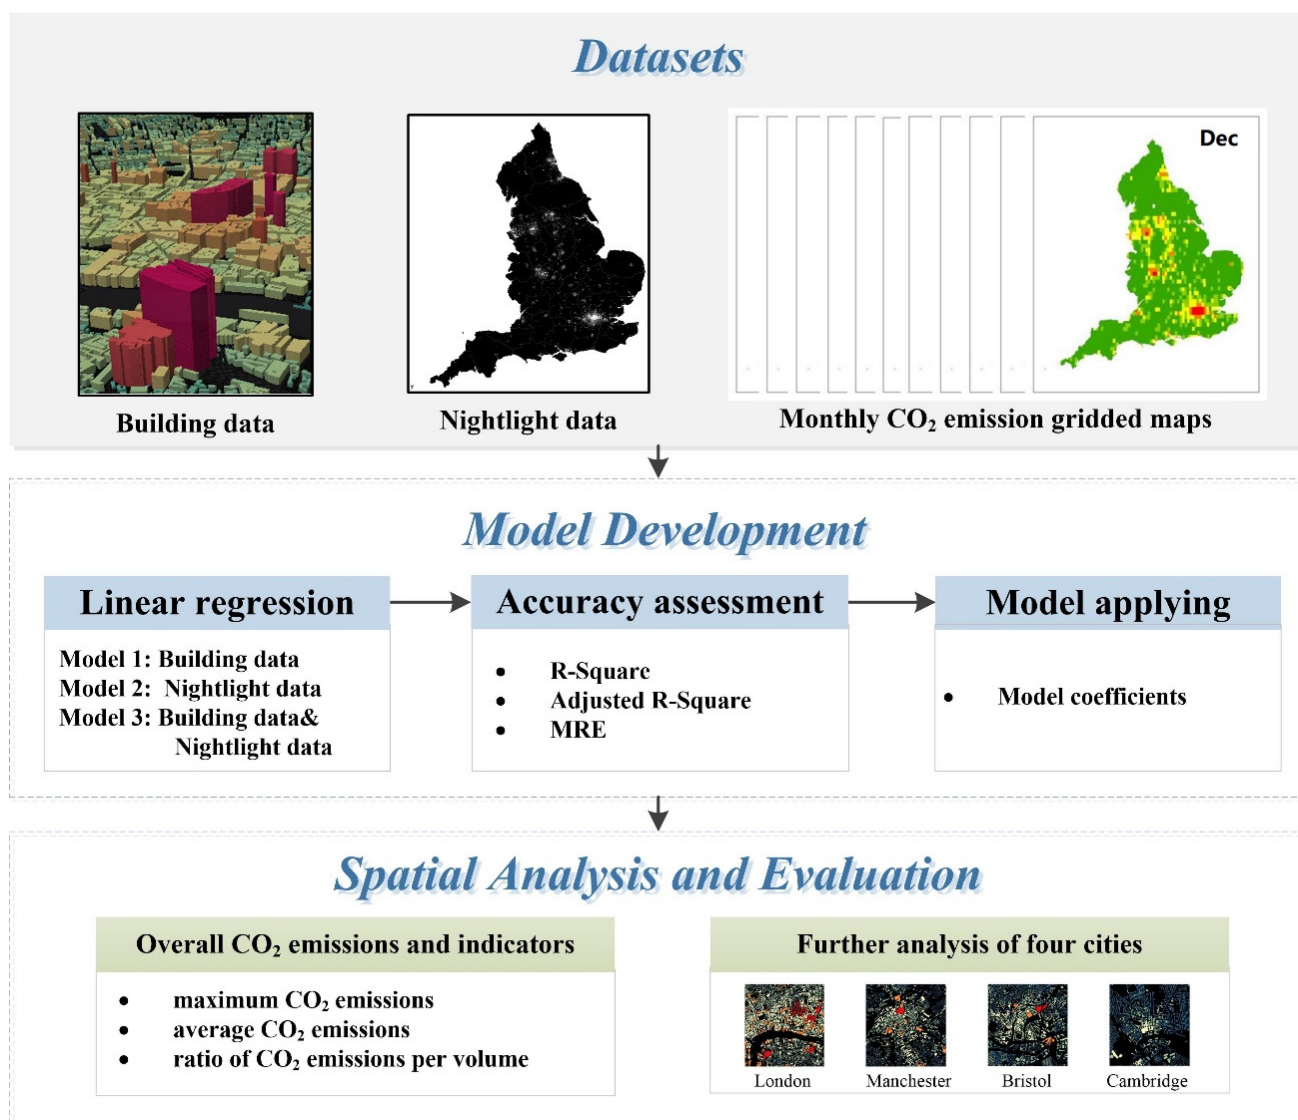 Datasets
Dec
Building data
Nightlight data
Monthly CO₂ emission gridded maps
Model Development
Linear regression
Model 1: Building data
Model 2: Nightlight data
Model 3: Building data&
Nightlight data
Accuracy assessment
• R-Square
• Adjusted R-Square
• MRE
Model applying
• Model coefficients
Spatial Analysis and Evaluation
Overall CO₂ emissions and indicators
• maximum CO₂ emissions
• average CO₂ emissions
• ratio of CO₂ emissions per volume
Further analysis of four cities
London
Manchester
Bristol
Cambridge